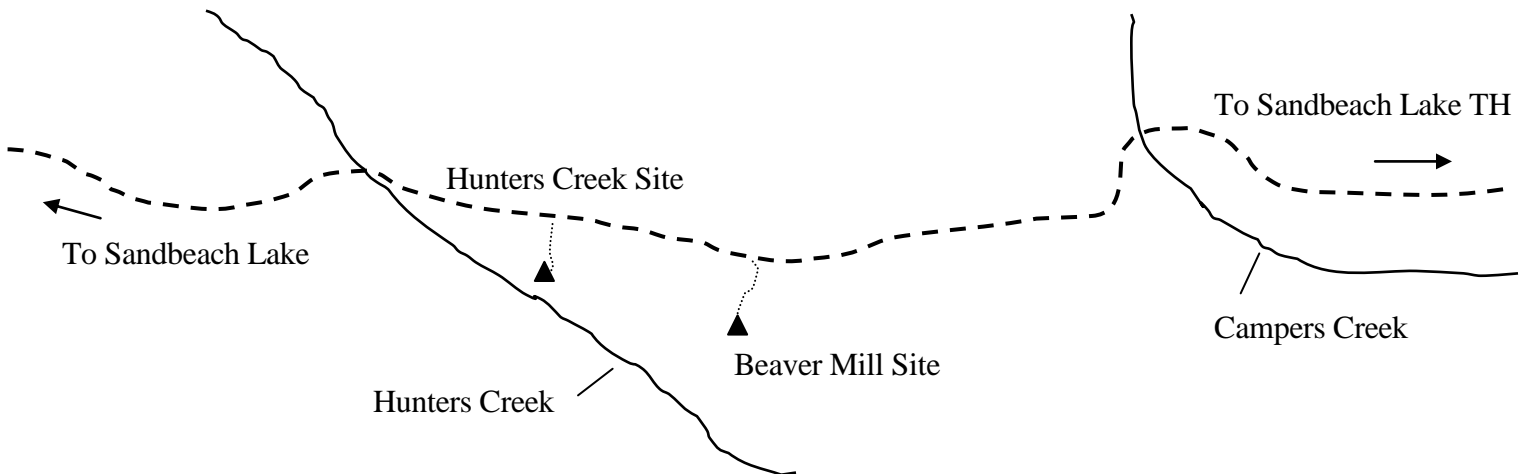 To Sandbeach Lake TH
Hunters Creek Site
To Sandbeach Lake
Campers Creek
Beaver Mill Site
Hunters Creek